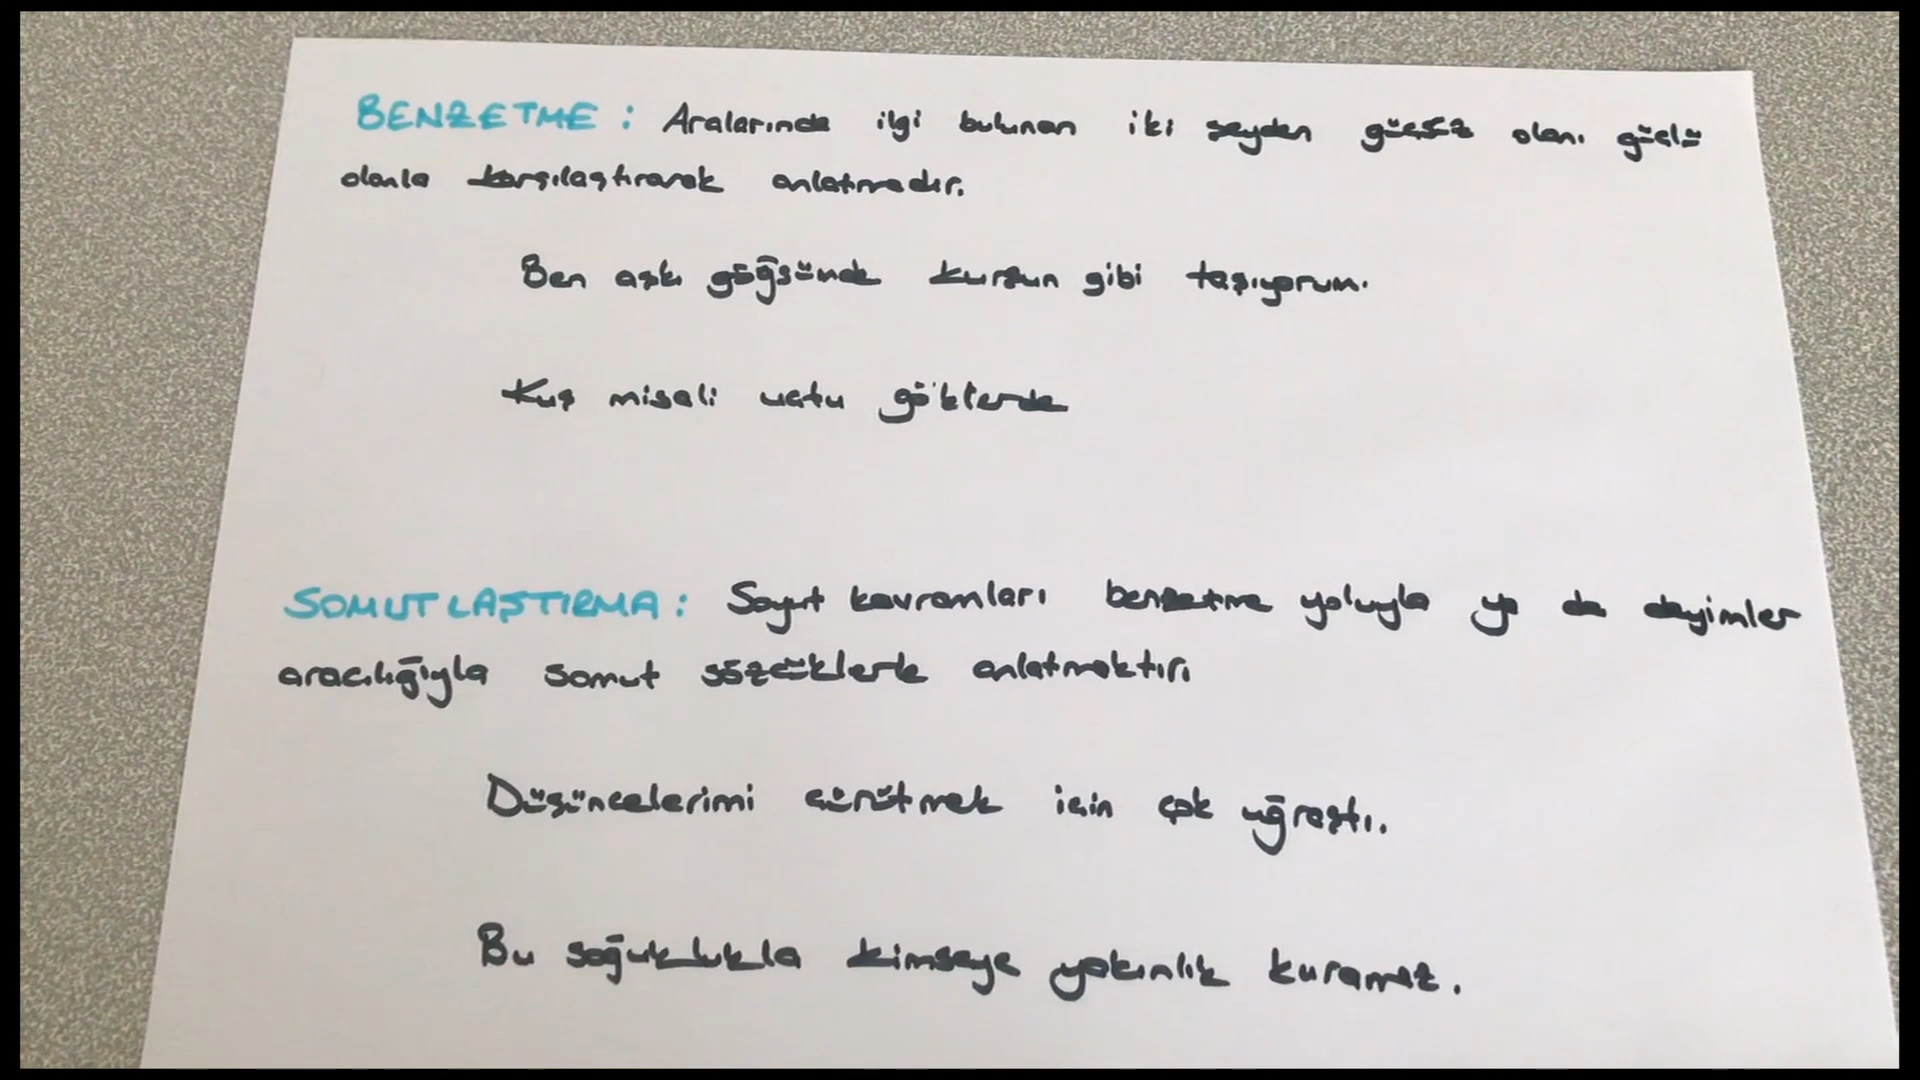 BENZETME : Aralarında ilgi bulunan iki şeyden güçsüz olanı güçlü
olanla karşılaştırarak anlatmadır.
Ben aşkı göğsümde kurşun gibi taşıyorum.
Kuş misali uçtu göklerde
SOMUTLAŞTIRMA : Soyut kavramları benzetme yoluyla ya da deyimler
aracılığıyla somut sözcüklerle anlatmaktır.
Düşüncelerimi çürütmek için çok uğraştı.
Bu soğuklukla kimseye yakınlık kuramaz.